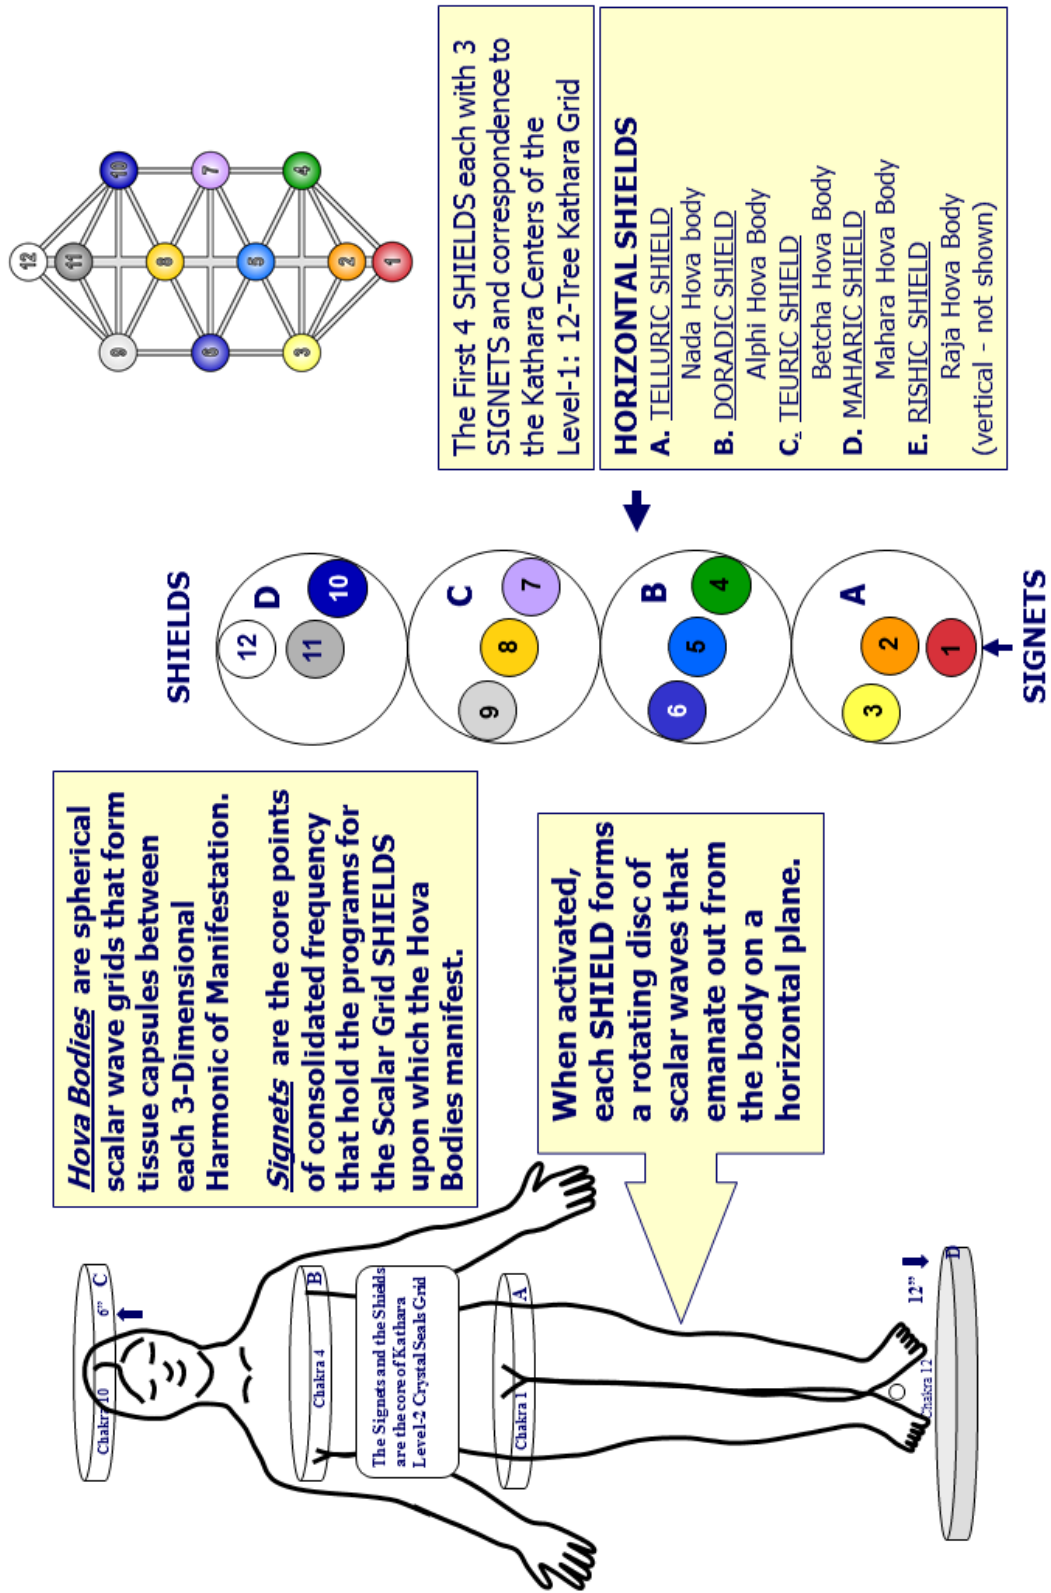 Hova Bodies are spherical
scalar wave grids that form
tissue capsules between
each 3-Dimensional
Harmonic of Manifestation.
Signets are the core points
of consolidated frequency
that hold the programs for
the Scalar Grid SHIELDS
upon which the Hova
Bodies manifest.
When activated,
each SHIELD forms
a rotating disc of
scalar waves that
emanate out from
the body on a
horizontal plane.
Chakra 10
6”
C
Chakra 4
B
The Signets and the Shields
are the core of Kathara
Level-2 Crystal Seals Grid
Chakra 1
A
Chakra 12
12”
D
SHIELDS
12
D
11
10
C
9
8
7
B
6
5
4
A
3
2
1
SIGNETS
12
11
9
10
8
6
7
5
3
4
2
1
The First 4 SHIELDS each with 3
SIGNETS and correspondence to
the Kathara Centers of the
Level-1: 12-Tree Kathara Grid
HORIZONTAL SHIELDS
A. TELLURIC SHIELD
Nada Hova body
B. DORADIC SHIELD
Alphi Hova Body
C. TEURIC SHIELD
Betcha Hova Body
D. MAHARIC SHIELD
Mahara Hova Body
E. RISHIC SHIELD
Raja Hova Body
(vertical - not shown)